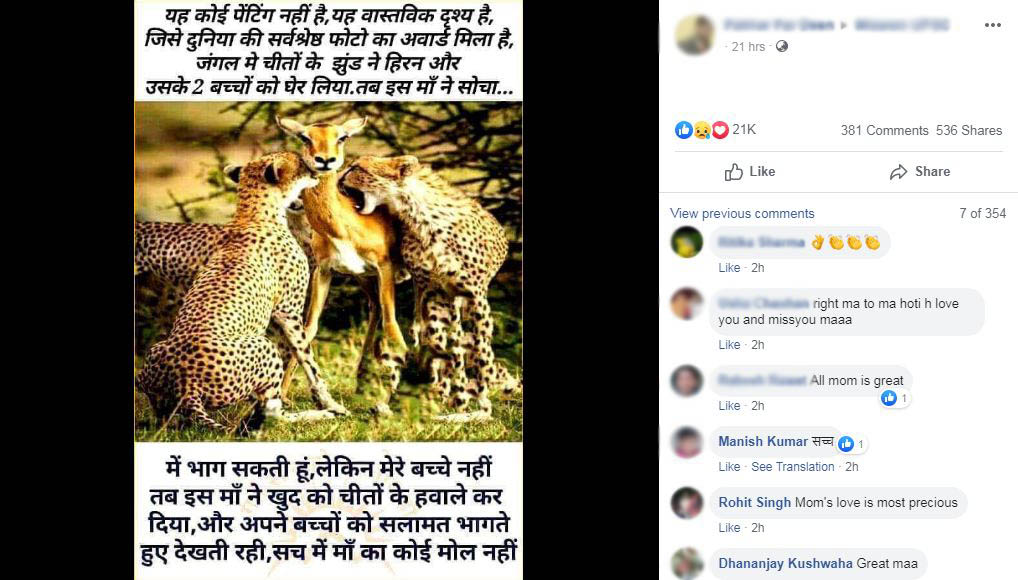 यह कोई पेंटिंग नहीं है,यह वास्तविक दृश्य है,
जिसे दुनिया की सर्वश्रेष्ठ फोटो का अवार्ड मिला है,
जंगल मे चीतों के झुंड ने हिरन और
उसके 2 बच्चों को घेर लिया.तब इस माँ ने सोचा...
में भाग सकती हूं,लेकिन मेरे बच्चे नहीं
तब इस माँ ने खुद को चीतों के हवाले कर
दिया,और अपने बच्चों को सलामत भागते
हुए देखती रही,सच में माँ का कोई मोल नहीं
· 21 hrs ·
21K
381 Comments 536 Shares
Like Share
View previous comments 7 of 354
Like · 2h
right ma to ma hoti h love
you and missyou maaa
Like · 2h
All mom is great
1
Like · 2h
Manish Kumar सच्च 1
Like · See Translation · 2h
Rohit Singh Mom's love is most precious
Like · 2h
Dhananjay Kushwaha Great maa